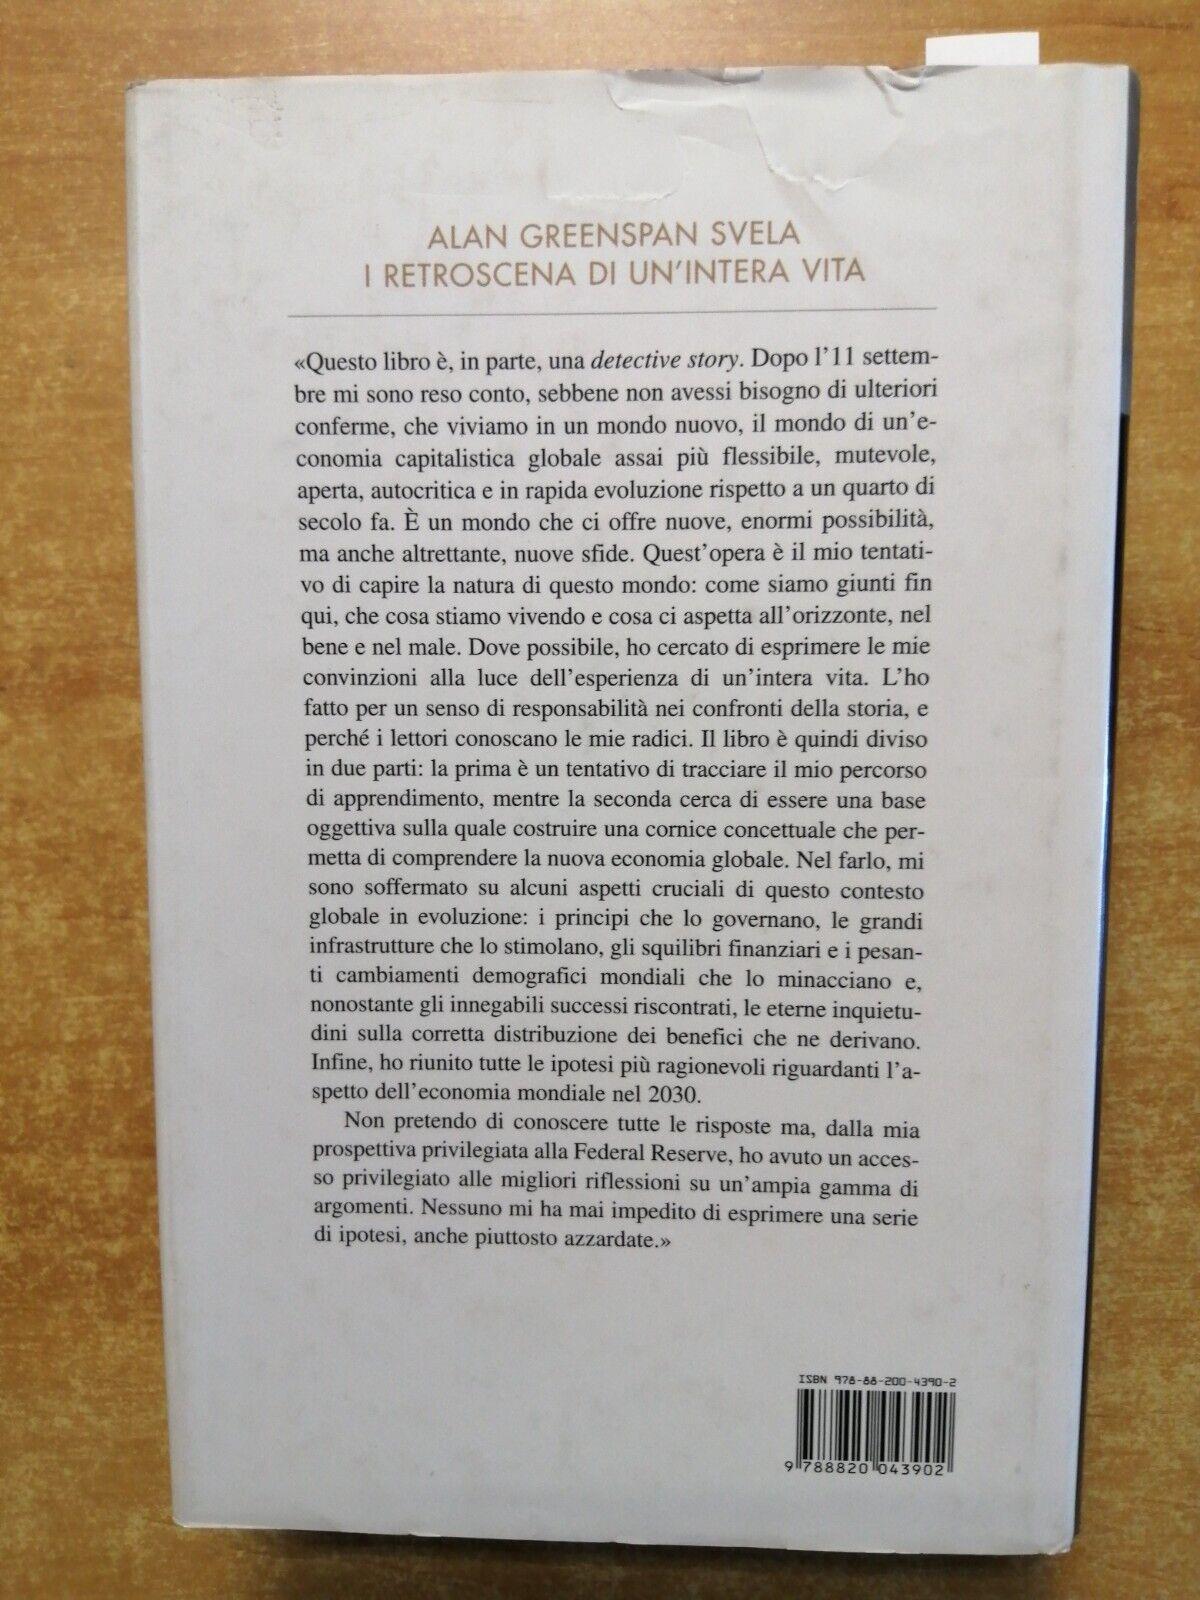 ALAN GREENSPAN SVELA
I RETROSCENA DI UN'INTERA VITA
«Questo libro è, in parte, una detective story. Dopo l'11 settem-
bre mi sono reso conto, sebbene non avessi bisogno di ulteriori
conferme, che viviamo in un mondo nuovo, il mondo di un'e-
conomia capitalistica globale assai più flessibile, mutevole,
aperta, autocritica e in rapida evoluzione rispetto a un quarto di
secolo fa. È un mondo che ci offre nuove, enormi possibilità,
ma anche altrettante, nuove sfide. Quest'opera è il mio tentati-
vo di capire la natura di questo mondo: come siamo giunti fin
qui, che cosa stiamo vivendo e cosa ci aspetta all'orizzonte, nel
bene e nel male. Dove possibile, ho cercato di esprimere le mie
convinzioni alla luce dell'esperienza di un'intera vita. L'ho
fatto per un senso di responsabilità nei confronti della storia, e
perché i lettori conoscano le mie radici. Il libro è quindi diviso
in due parti: la prima è un tentativo di tracciare il mio percorso
di apprendimento, mentre la seconda cerca di essere una base
oggettiva sulla quale costruire una cornice concettuale che per-
metta di comprendere la nuova economia globale. Nel farlo, mi
sono soffermato su alcuni aspetti cruciali di questo contesto
globale in evoluzione: i principi che lo governano, le grandi
infrastrutture che lo stimolano, gli squilibri finanziari e i pesan-
ti cambiamenti demografici mondiali che lo minacciano e,
nonostante gli innegabili successi riscontrati, le eterne inquietu-
dini sulla corretta distribuzione dei benefici che ne derivano.
Infine, ho riunito tutte le ipotesi più ragionevoli riguardanti l'a-
spetto dell'economia mondiale nel 2030.
Non pretendo di conoscere tutte le risposte ma, dalla mia
prospettiva privilegiata alla Federal Reserve, ho avuto un acces-
so privilegiato alle migliori riflessioni su un'ampia gamma di
argomenti. Nessuno mi ha mai impedito di esprimere una serie
di ipotesi, anche piuttosto azzardate.»
ISBN 978-88-200-4390-2
9 788820 043902